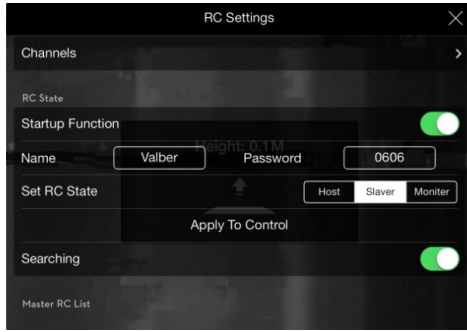 RC Settings
Channels
RC State
Startup Function
Height: 0.1M
Name Valber Password 0606
Set RC State Host Slaver Moniter
Apply To Control
Searching
Master RC List